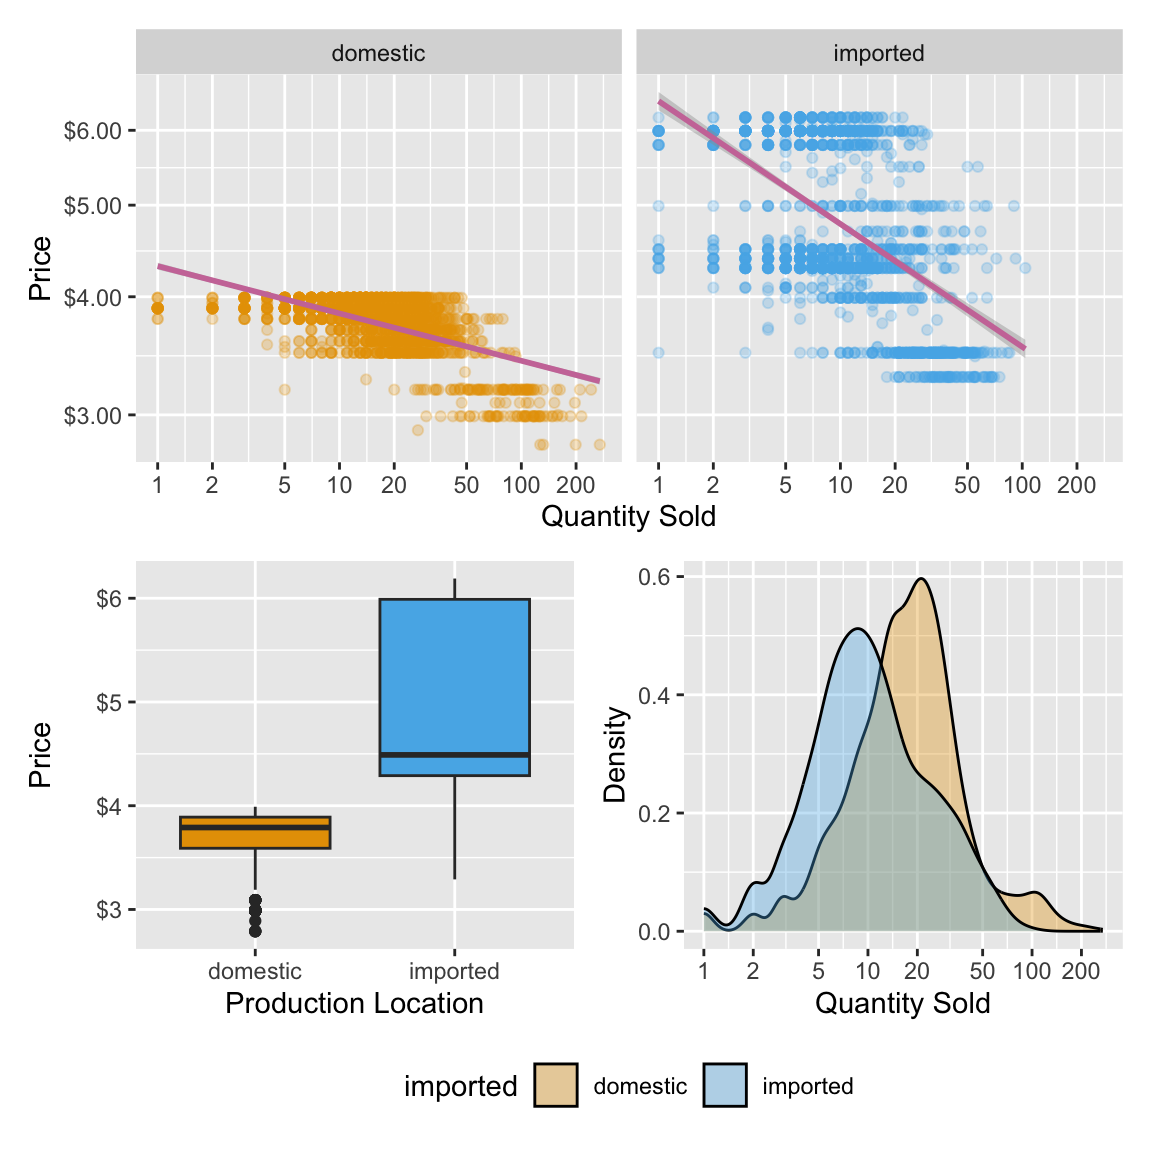 domestic imported
$6.00
$5.00
$4.00
$3.00
Price
1 2 5 10 20 50 100 200 1 2 5 10 20 50 100 200
Quantity Sold
$6
$5
$4
$3
Price
domestic imported
Production Location
0.6
0.4
0.2
0.0
Density
1 2 5 10 20 50 100 200
Quantity Sold
imported domestic imported